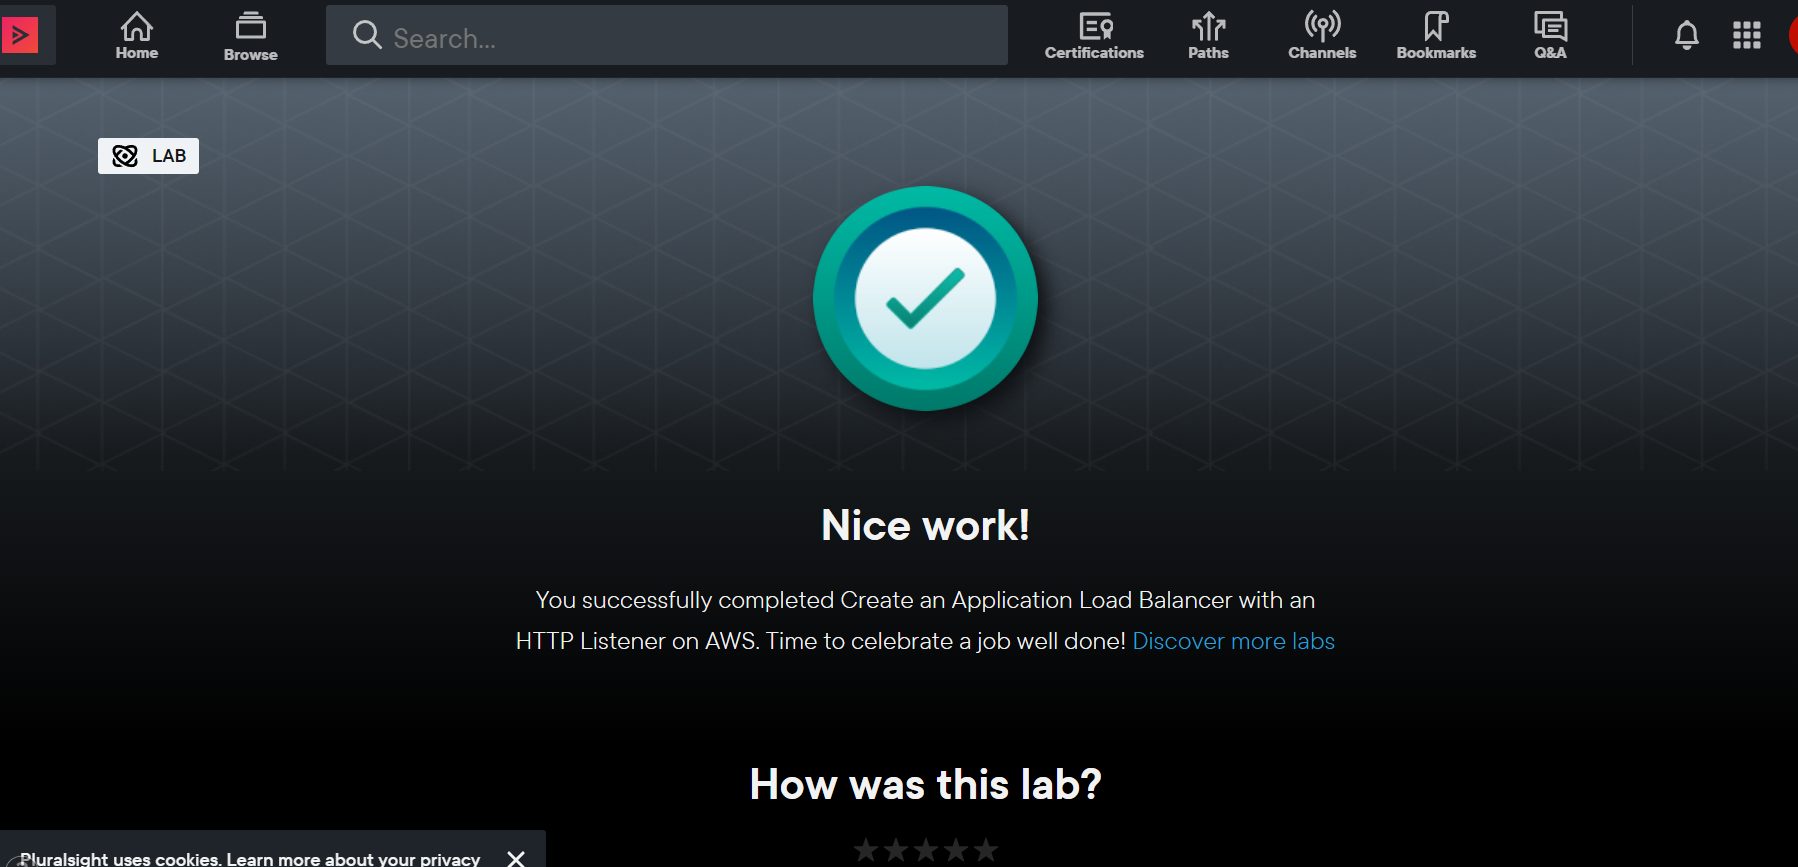 Home
Browse
Search...
Certifications
Paths
Channels
Bookmarks
Q&A
LAB
Nice work!
You successfully completed Create an Application Load Balancer with an
HTTP Listener on AWS. Time to celebrate a job well done! Discover more labs
How was this lab?
Pluralsight uses cookies. Learn more about your privacy